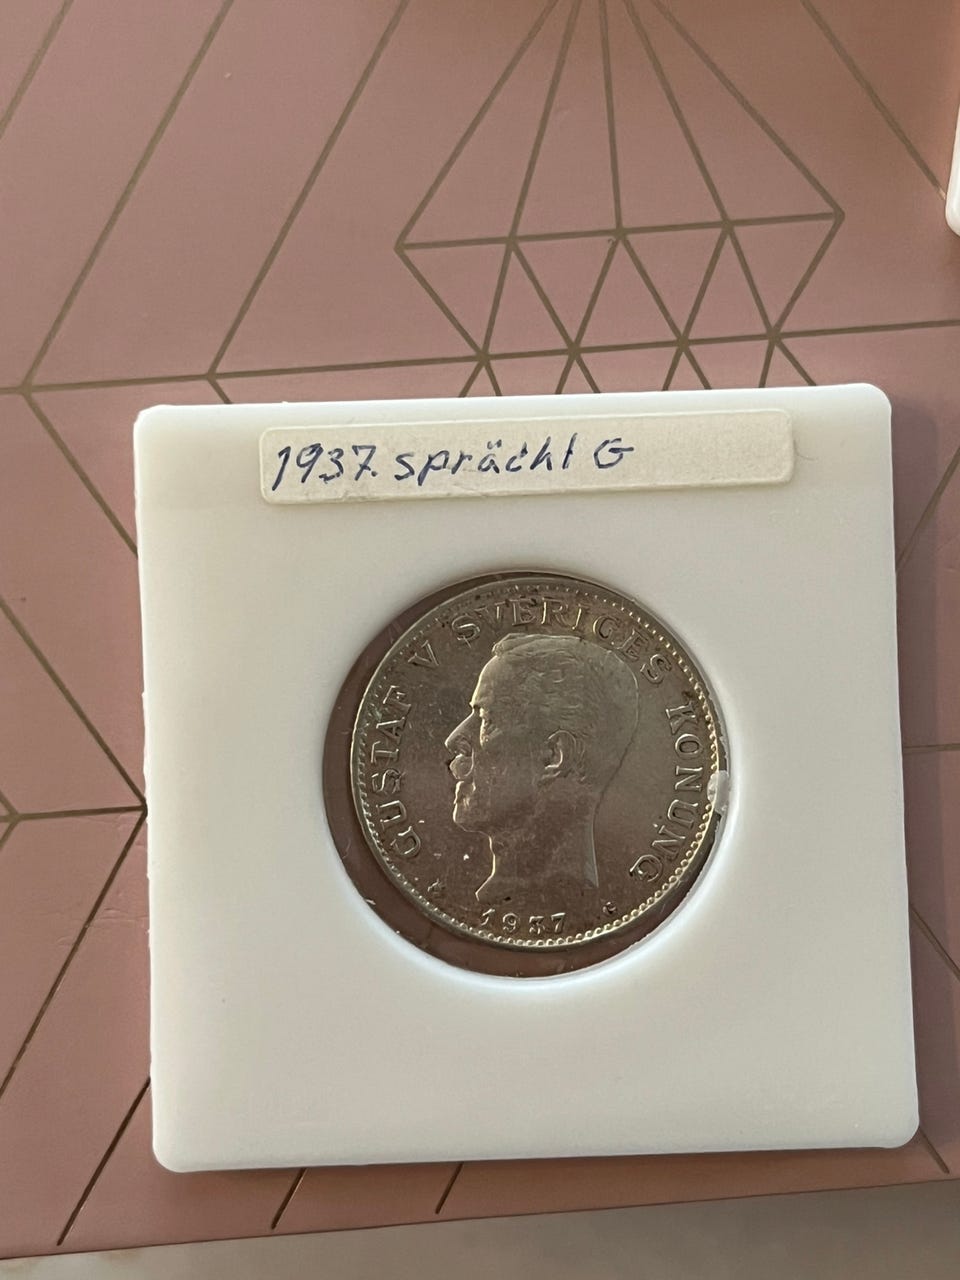 1937. sprächt G
GUSTAF V SVERIGES KONUNG
1937 G